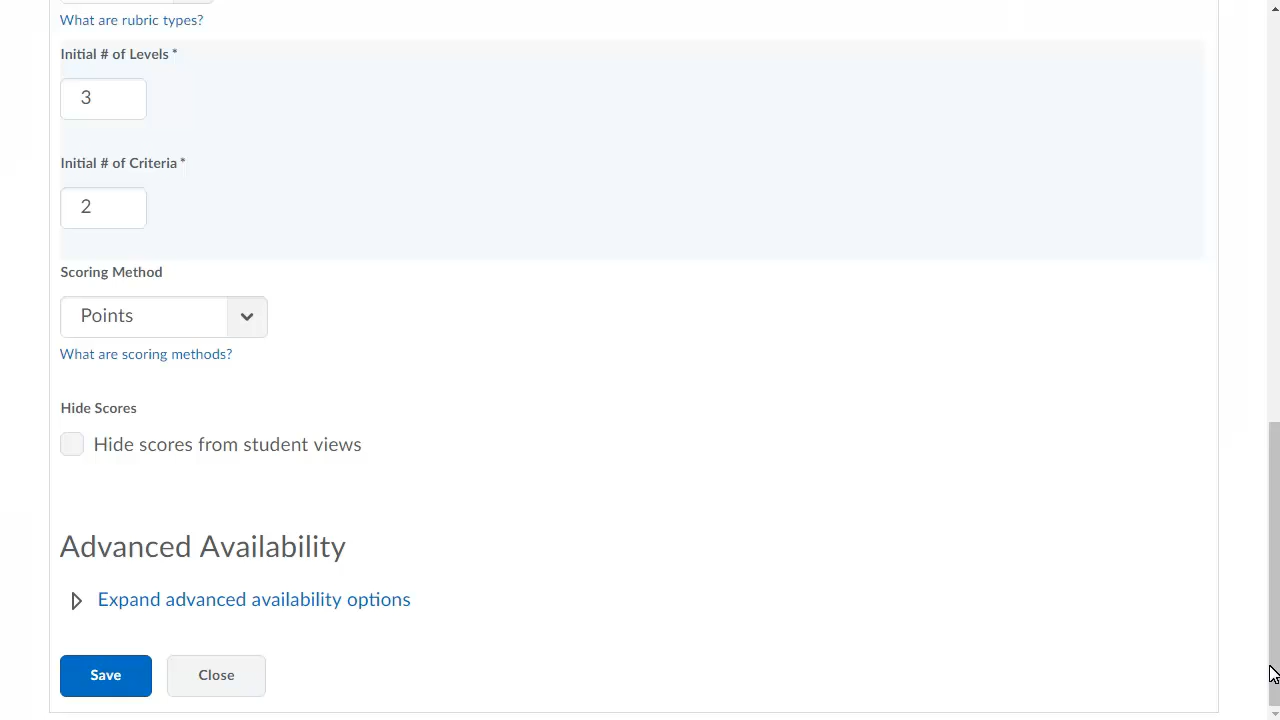 What are rubric types?
Initial # of Levels *
3
Initial # of Criteria *
2
Scoring Method
Points
What are scoring methods?
Hide Scores
Hide scores from student views
Advanced Availability
Expand advanced availability options
Save Close